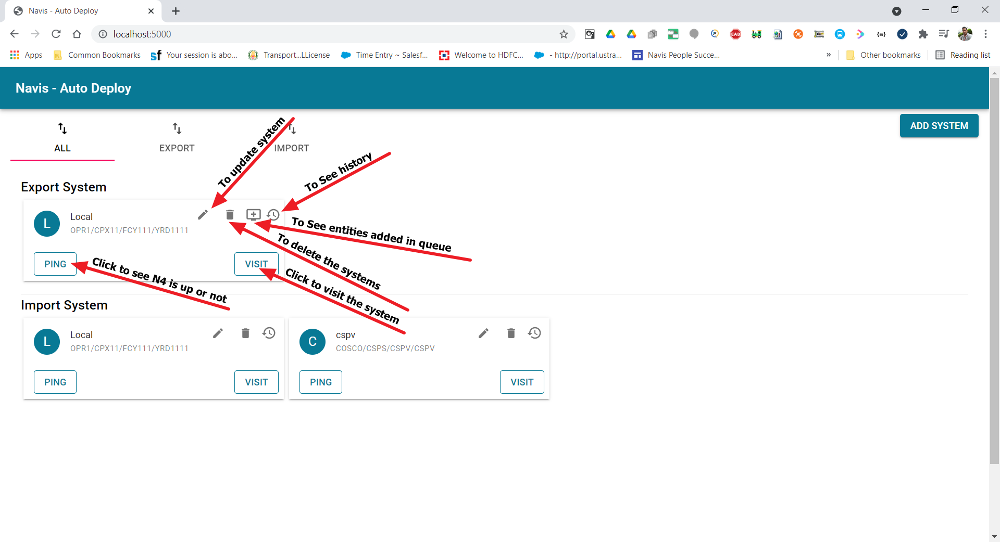 Navis - Auto Deploy
localhost:5000
EAB
Apps
Common Bookmarks
sf
Your session is abo...
Transport...LLicense
Time Entry ~ Salesf...
Welcome to HDFC...
- http://portal.ustra...
Navis People Succe...
»
Other bookmarks
Reading list
Navis - Auto Deploy
ALL
EXPORT
IMPORT
ADD SYSTEM
To update system
To See history
Export System
L
Local
OPR1/CPX11/FCY111/YRD1111
To See entities added in queue
To delete the systems
PING
Click to see N4 is up or not
VISIT
Click to visit the system
Import System
L
Local
OPR1/CPX11/FCY111/YRD1111
PING
VISIT
C
cspv
COSCO/CSPS/CSPV/CSPV
PING
VISIT